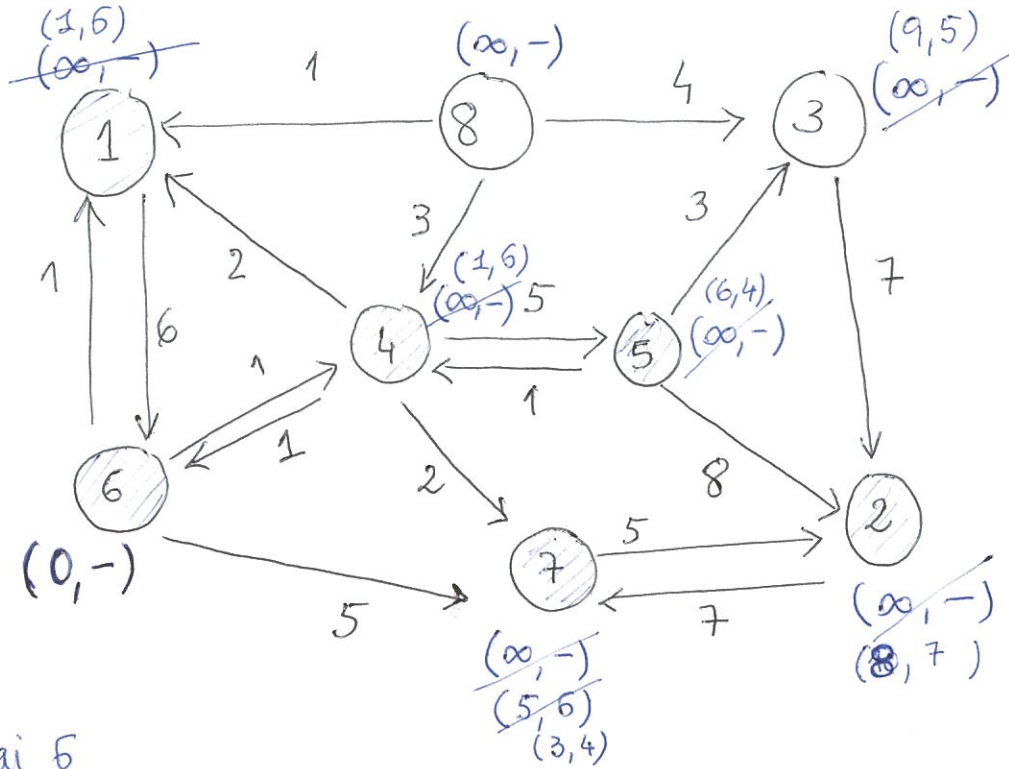 (1,6) (∞,-) (9,5)
(∞,-) 1 4 (∞,-)
1 8 3
3 3
1 2 (1,6) 7
(∞,-) 5 (6,4)
6 4 5 (∞,-)
1 1
1
6 2 8 2
(0,-) 7 5
5 7 (∞,-)
(∞,-) (8,7)
(5,6)
(3,4)
6